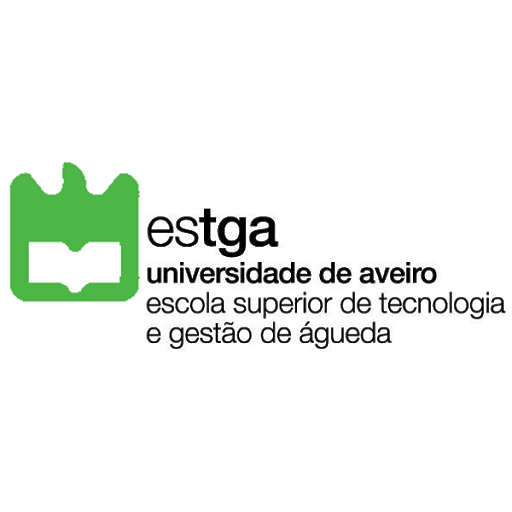 estga
universidade de aveiro
escola superior de tecnologia
e gestão de águeda